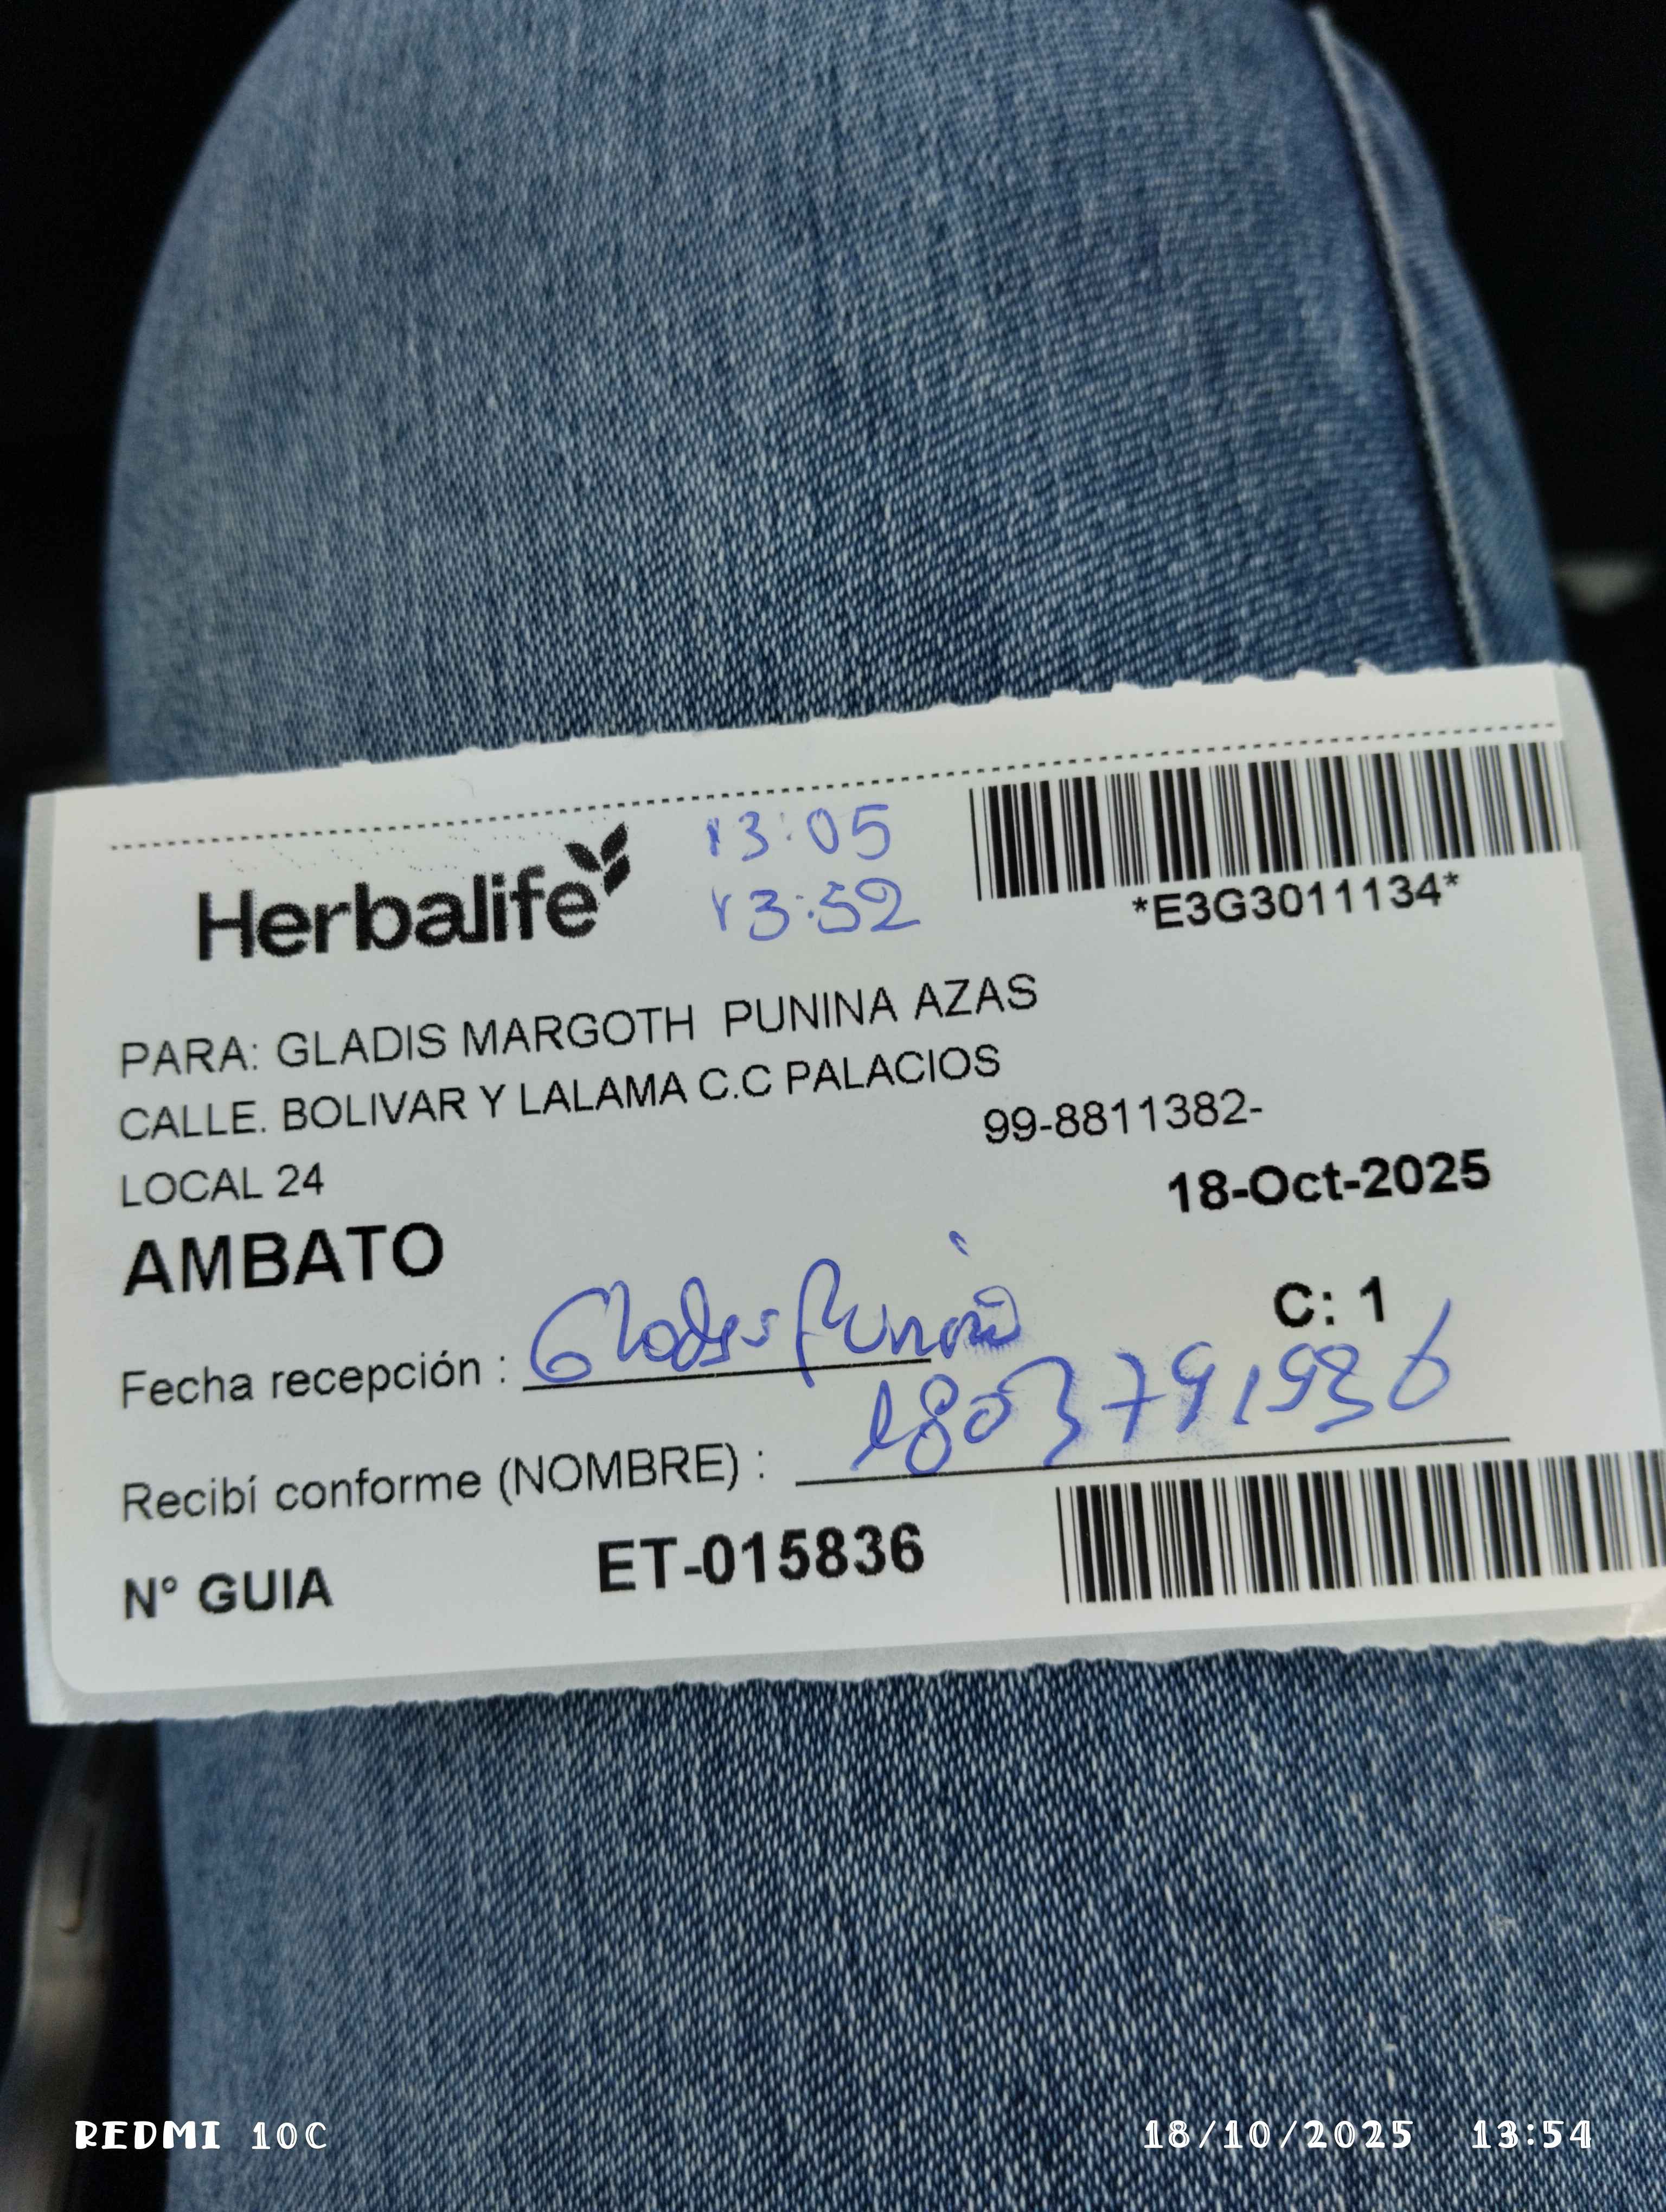 Herbalife
13:05
13:52
*E3G3011134*
PARA: GLADIS MARGOTH PUNINA AZAS
CALLE. BOLIVAR Y LALAMA C.C PALACIOS
99-8811382-
LOCAL 24
18-Oct-2025
AMBATO
C: 1
Fecha recepción : Gladis Punina
Recibí conforme (NOMBRE) : 1803791936
N° GUIA ET-015836
REDMI 10C 18/10/2025 13:54